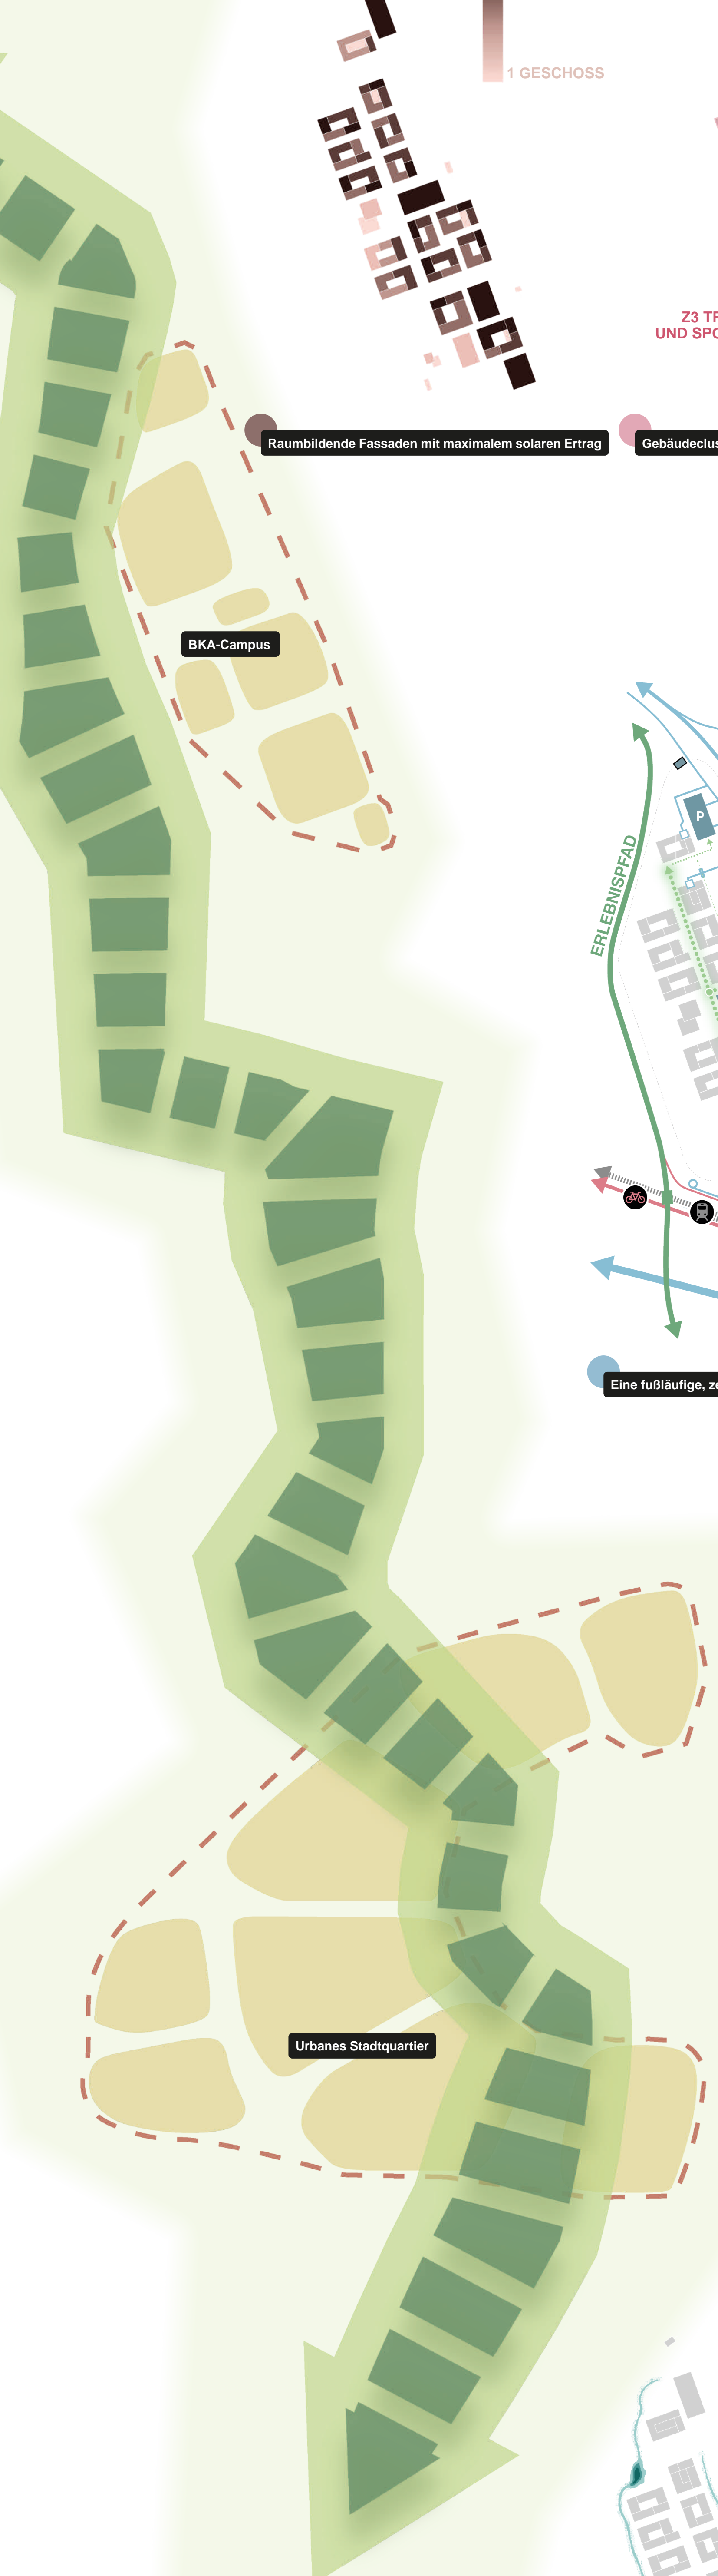 1 GESCHOSS
Z3 TR
UND SPO
Raumbildende Fassaden mit maximalem solaren Ertrag
Gebäudeclus
BKA-Campus
P
ERLEBNISPFAD
Eine fußläufige, ze
Urbanes Stadtquartier